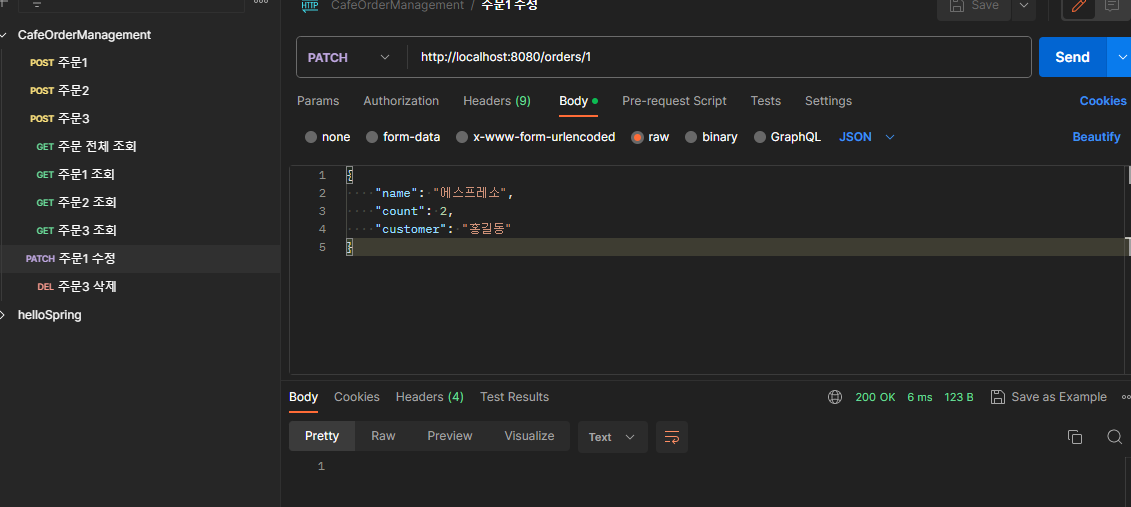 CafeOrderManagement / 주문1 수정
Save
CafeOrderManagement
POST 주문1
POST 주문2
POST 주문3
GET 주문 전체 조회
GET 주문1 조회
GET 주문2 조회
GET 주문3 조회
PATCH 주문1 수정
DEL 주문3 삭제
helloSpring
PATCH http://localhost:8080/orders/1 Send
Params Authorization Headers (9) Body Pre-request Script Tests Settings Cookies
none form-data x-www-form-urlencoded raw binary GraphQL JSON Beautify
1 {
2 "name": "에스프레소",
3 "count": 2,
4 "customer": "홍길동"
5 }
Body Cookies Headers (4) Test Results 200 OK 6 ms 123 B Save as Example
Pretty Raw Preview Visualize Text
1